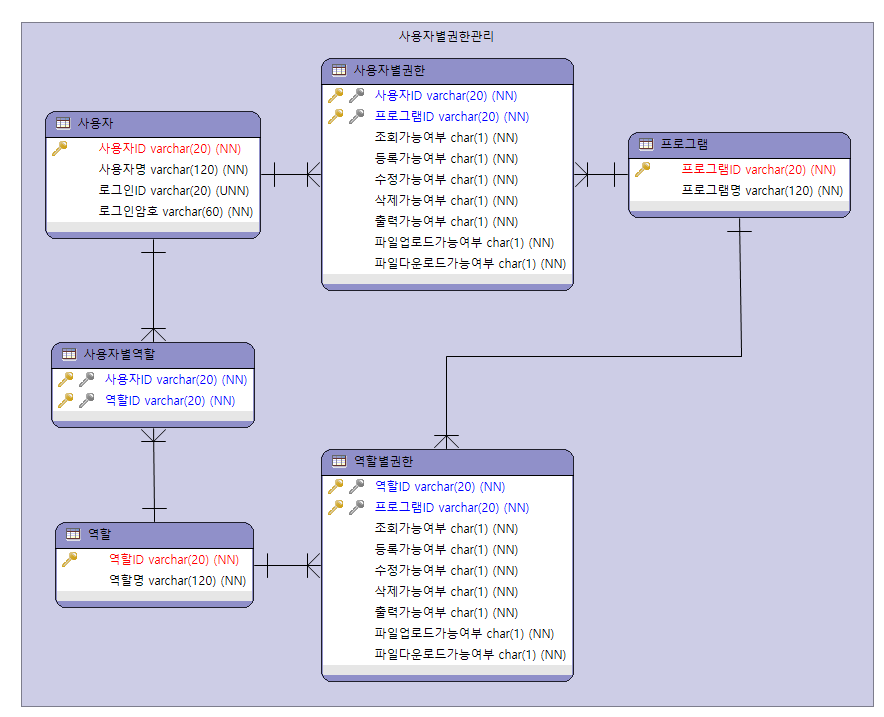 사용자별권한관리
사용자별권한
사용자ID varchar(20) (NN)
프로그램ID varchar(20) (NN)
조회가능여부 char(1) (NN)
등록가능여부 char(1) (NN)
수정가능여부 char(1) (NN)
삭제가능여부 char(1) (NN)
출력가능여부 char(1) (NN)
파일업로드가능여부 char(1) (NN)
파일다운로드가능여부 char(1) (NN)
사용자
사용자ID varchar(20) (NN)
사용자명 varchar(120) (NN)
로그인ID varchar(20) (UNN)
로그인암호 varchar(60) (NN)
프로그램
프로그램ID varchar(20) (NN)
프로그램명 varchar(120) (NN)
사용자별역할
사용자ID varchar(20) (NN)
역할ID varchar(20) (NN)
역할별권한
역할ID varchar(20) (NN)
프로그램ID varchar(20) (NN)
조회가능여부 char(1) (NN)
등록가능여부 char(1) (NN)
수정가능여부 char(1) (NN)
삭제가능여부 char(1) (NN)
출력가능여부 char(1) (NN)
파일업로드가능여부 char(1) (NN)
파일다운로드가능여부 char(1) (NN)
역할
역할ID varchar(20) (NN)
역할명 varchar(120) (NN)